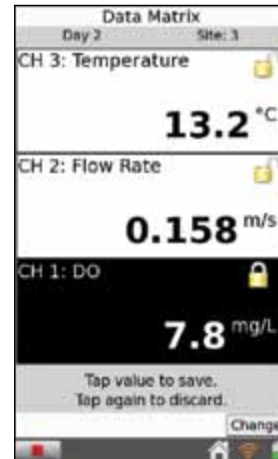 Data Matrix
Day 2 Site: 3
CH 3: Temperature
13.2 °C
CH 2: Flow Rate
0.158 m/s
CH 1: DO
7.8 mg/L
Tap value to save.
Tap again to discard.
Change